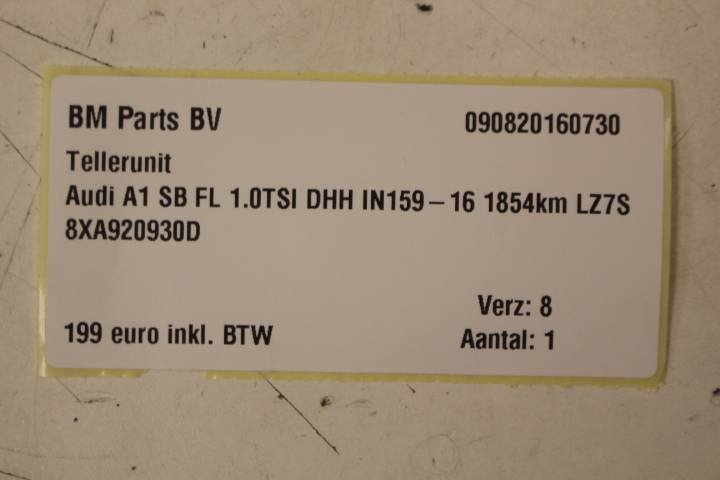 BM Parts BV 090820160730
Tellerunit
Audi A1 SB FL 1.0TSI DHH IN159-16 1854km LZ7S
8XA920930D
Verz: 8
199 euro inkl. BTW Aantal: 1